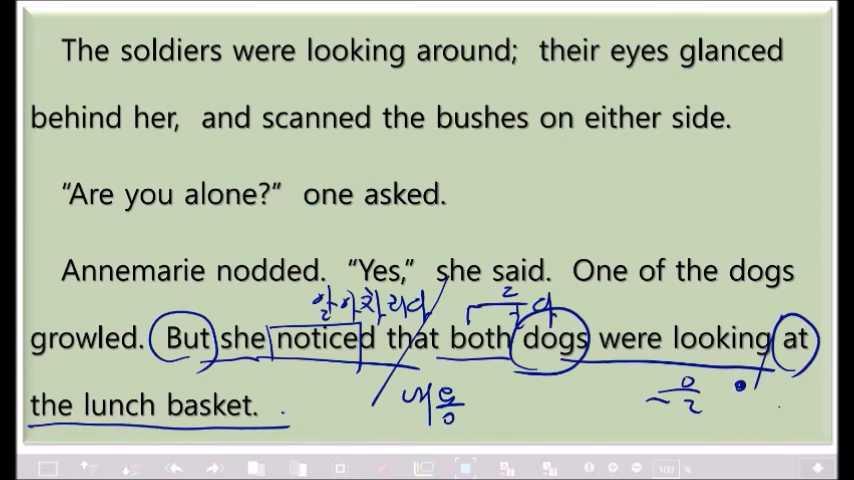 The soldiers were looking around; their eyes glanced
behind her, and scanned the bushes on either side.
“Are you alone?” one asked.
Annemarie nodded. “Yes,” she said. One of the dogs
알아차리다
growled. But she noticed that both dogs were looking at
내용
the lunch basket.
100 %